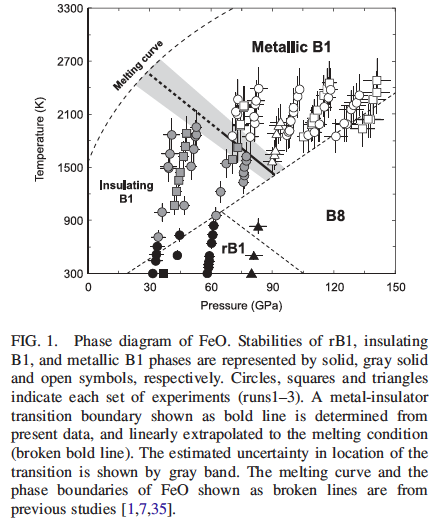 3300
2700
2100
1500
900
300
Temperature (K)
Melting curve
Metallic B1
Insulating
B1
B8
rB1
0
30
60
90
120
150
Pressure (GPa)
FIG. 1. Phase diagram of FeO. Stabilities of rB1, insulating
B1, and metallic B1 phases are represented by solid, gray solid
and open symbols, respectively. Circles, squares and triangles
indicate each set of experiments (runs1–3). A metal-insulator
transition boundary shown as bold line is determined from
present data, and linearly extrapolated to the melting condition
(broken bold line). The estimated uncertainty in location of the
transition is shown by gray band. The melting curve and the
phase boundaries of FeO shown as broken lines are from
previous studies [1,7,35].